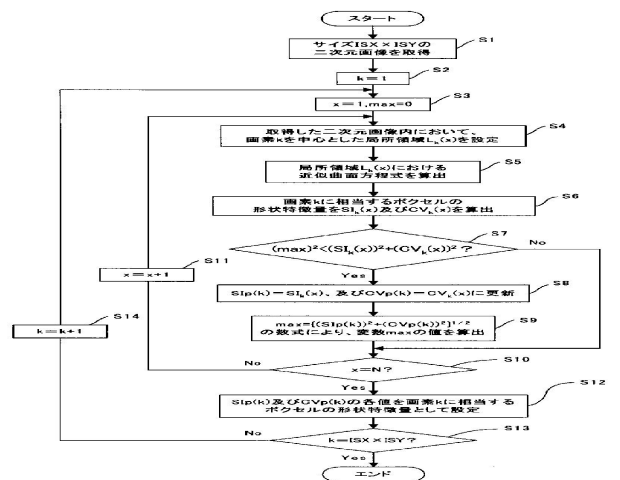 スタート
S1
サイズISX×ISYの
二次元画像を取得
S2
k=1
S3
x=1,max=0
S4
取得した二次元画像内において、
画素kを中心とした局所領域Lk(x)を設定
S5
局所領域Lk(x)における
近似曲面方程式を算出
S6
画素kに相当するボクセルの
形状特徴量をSIk(x)及びCVk(x)を算出
S7
(max)²<(SIk(x))²+(CVk(x))²?
No
Yes
S11
x=x+1
S8
SIp(k)=SIk(x)、及びCVp(k)=CVk(x)に更新
S14
k=k+1
S9
max=[(SIp(k))²+(CVp(k))²]¹/²
の数式により、変数maxの値を算出
S10
No
x=N?
Yes
S12
SIp(k)及びCVp(k)の各値を画素kに相当する
ボクセルの形状特徴量として設定
S13
No
k=ISX×ISY?
Yes
エンド